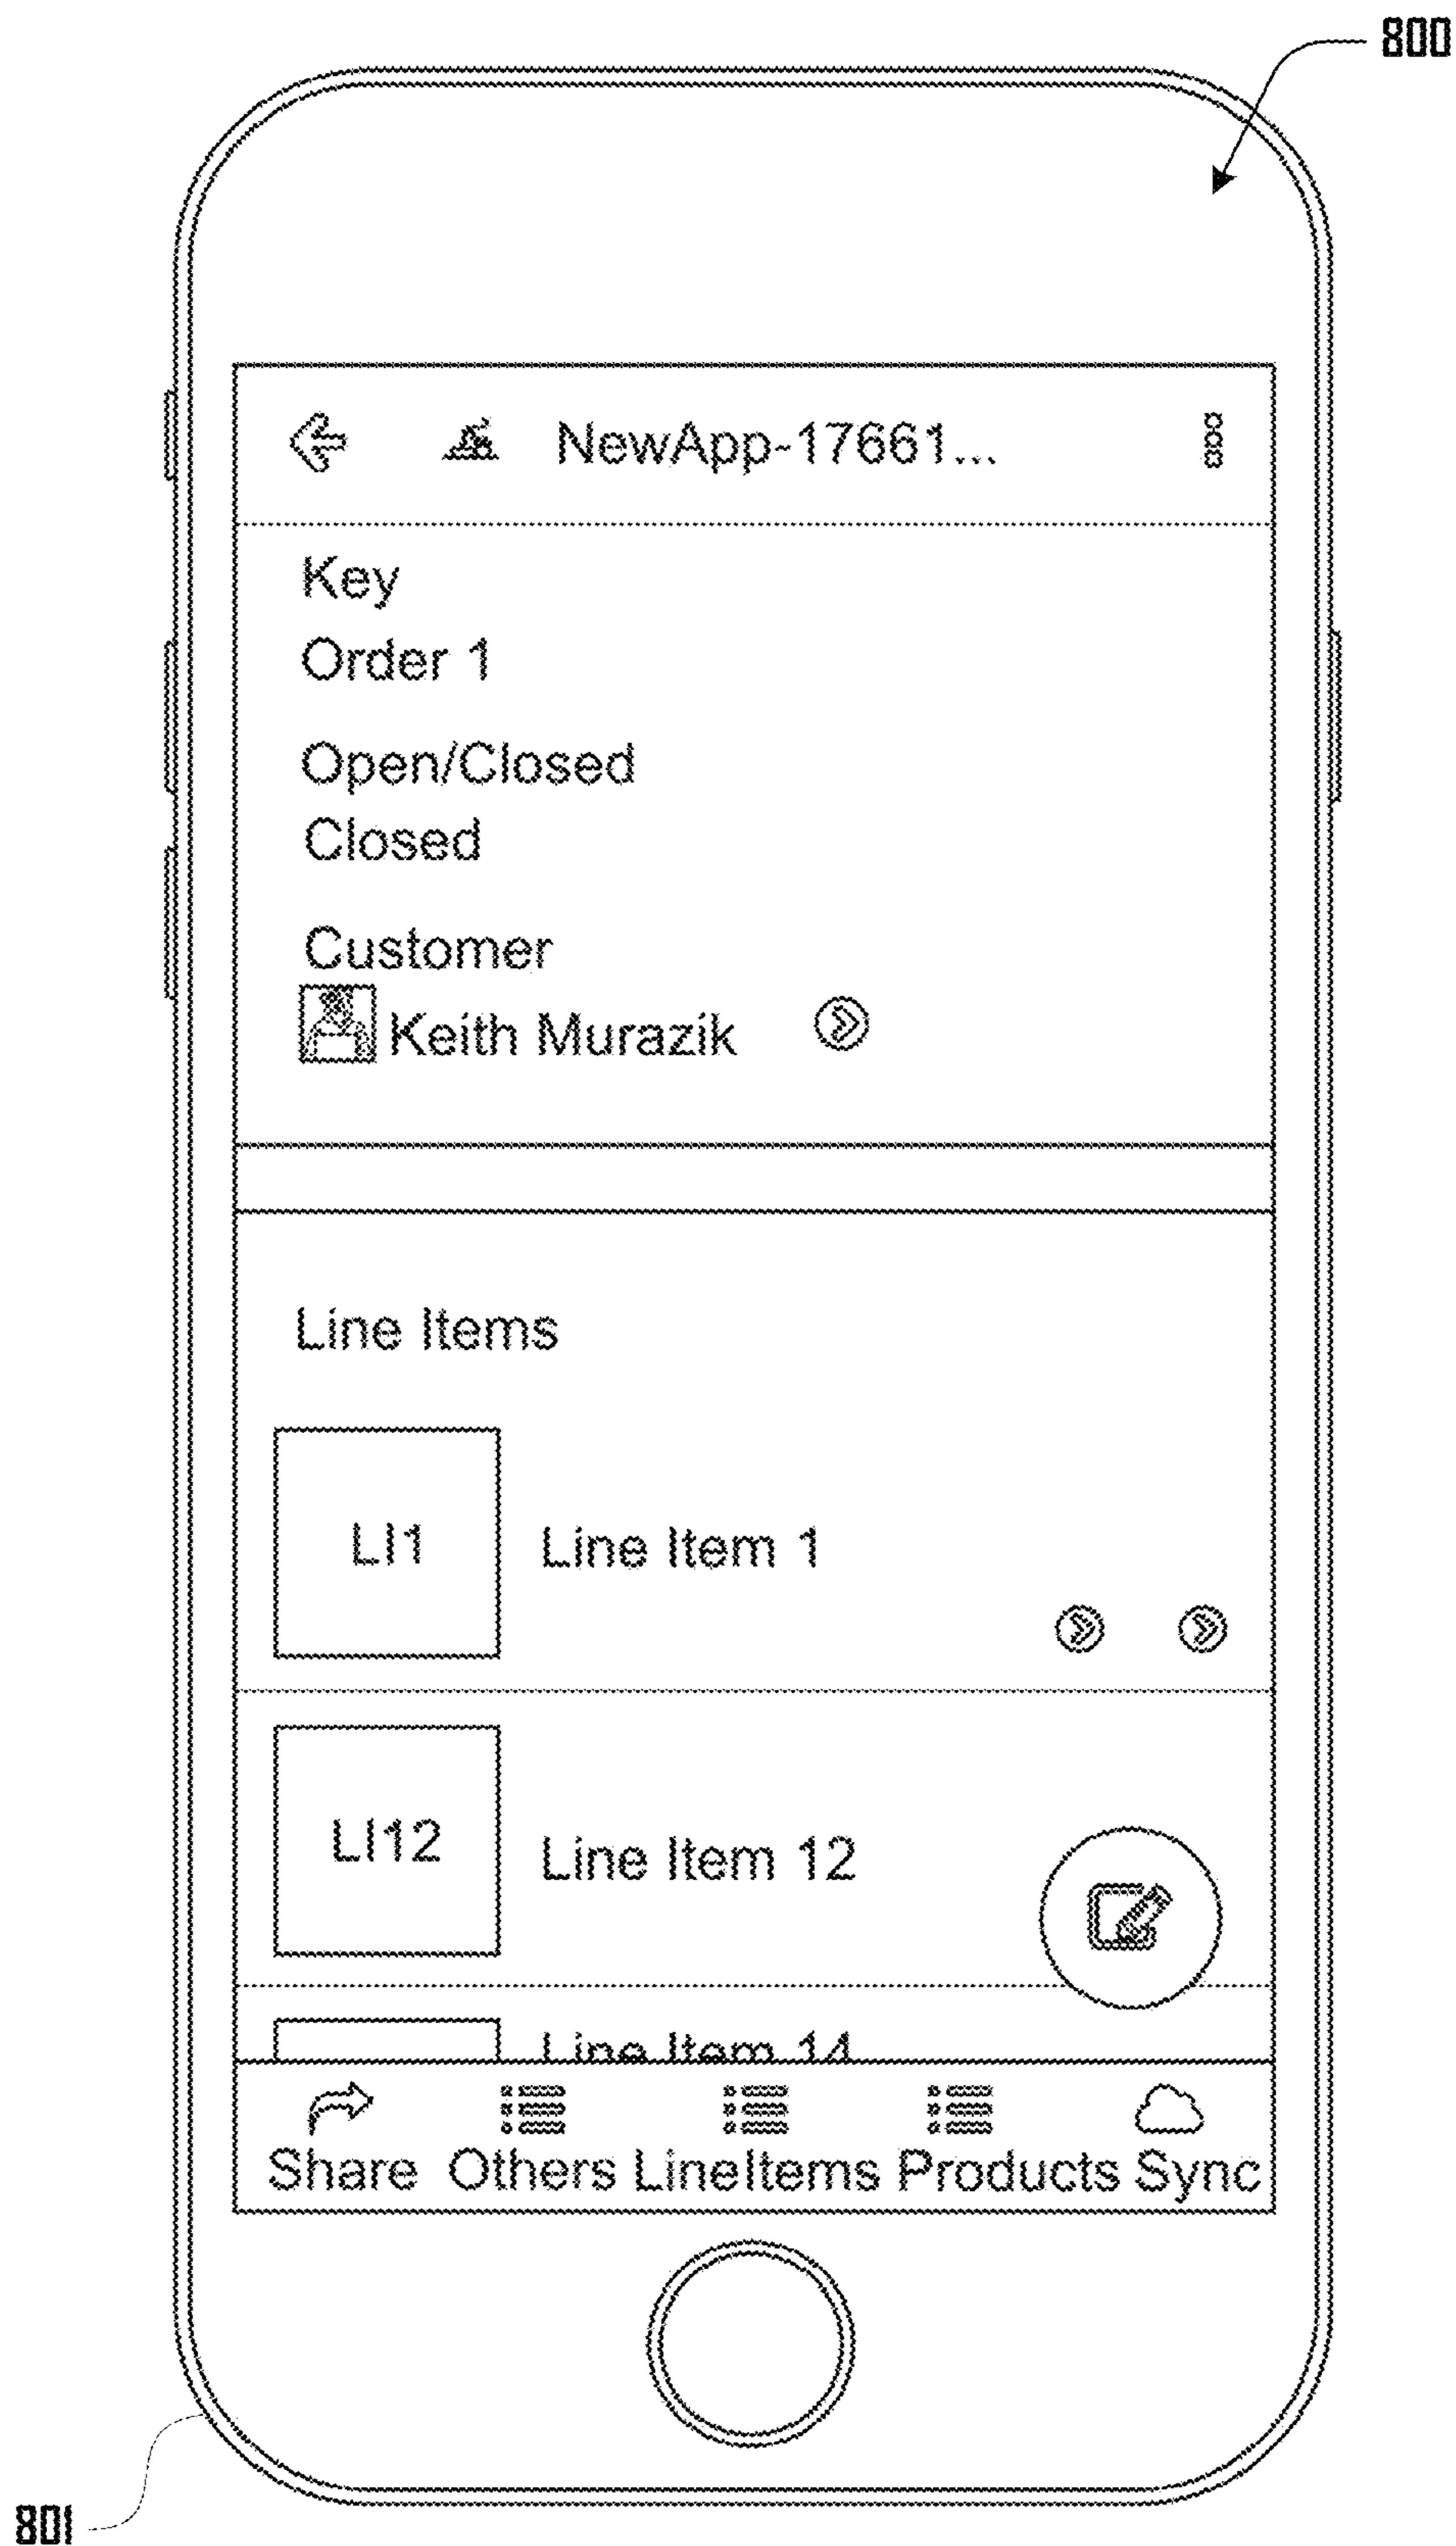 800
NewApp-17661...
Key
Order 1
Open/Closed
Closed
Customer
Keith Murazik
Line Items
LI1
Line Item 1
LI12
Line Item 12
Line Item 14
Share Others LineItems Products Sync
801